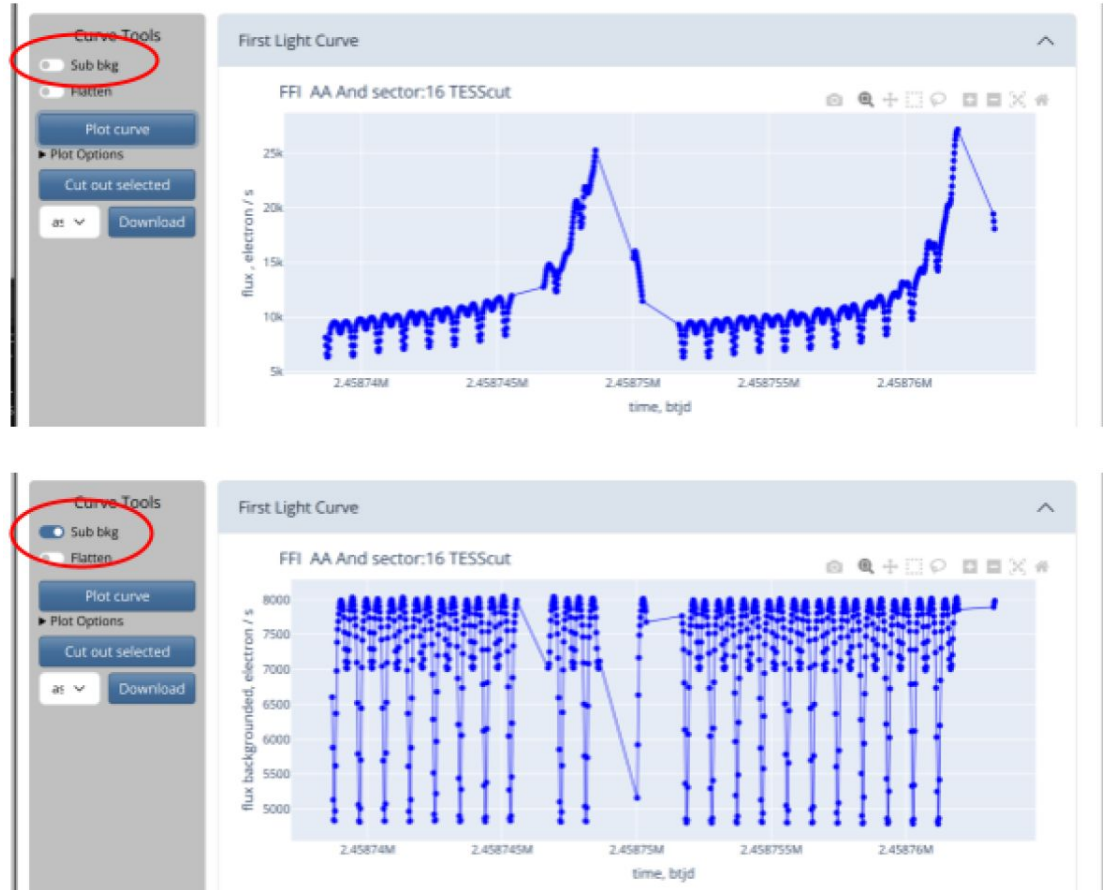 Curve Tools
Sub bkg
Flatten
Plot curve
Plot Options
Cut out selected
as
Download
First Light Curve
FFI AA And sector:16 TESScut
25k
20k
15k
10k
5k
flux , electron / s
2.45874M 2.458745M 2.45875M 2.458755M 2.45876M
time, btjd
Curve Tools
Sub bkg
Flatten
Plot curve
Plot Options
Cut out selected
as
Download
First Light Curve
FFI AA And sector:16 TESScut
8000
7500
7000
6500
6000
5500
5000
flux backgrounded, electron / s
2.45874M 2.458745M 2.45875M 2.458755M 2.45876M
time, btjd